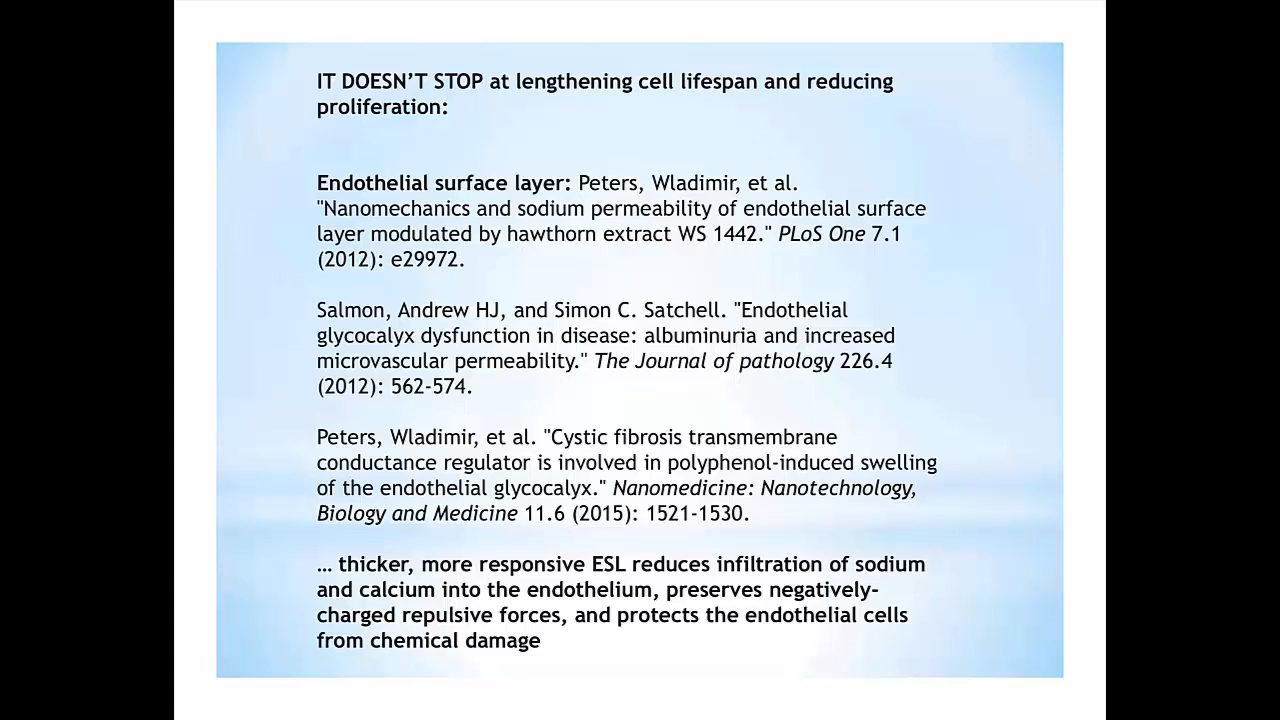 IT DOESN’T STOP at lengthening cell lifespan and reducing
proliferation:
Endothelial surface layer: Peters, Wladimir, et al.
"Nanomechanics and sodium permeability of endothelial surface
layer modulated by hawthorn extract WS 1442." PLoS One 7.1
(2012): e29972.
Salmon, Andrew HJ, and Simon C. Satchell. "Endothelial
glycocalyx dysfunction in disease: albuminuria and increased
microvascular permeability." The Journal of pathology 226.4
(2012): 562-574.
Peters, Wladimir, et al. "Cystic fibrosis transmembrane
conductance regulator is involved in polyphenol-induced swelling
of the endothelial glycocalyx." Nanomedicine: Nanotechnology,
Biology and Medicine 11.6 (2015): 1521-1530.
… thicker, more responsive ESL reduces infiltration of sodium
and calcium into the endothelium, preserves negatively-
charged repulsive forces, and protects the endothelial cells
from chemical damage